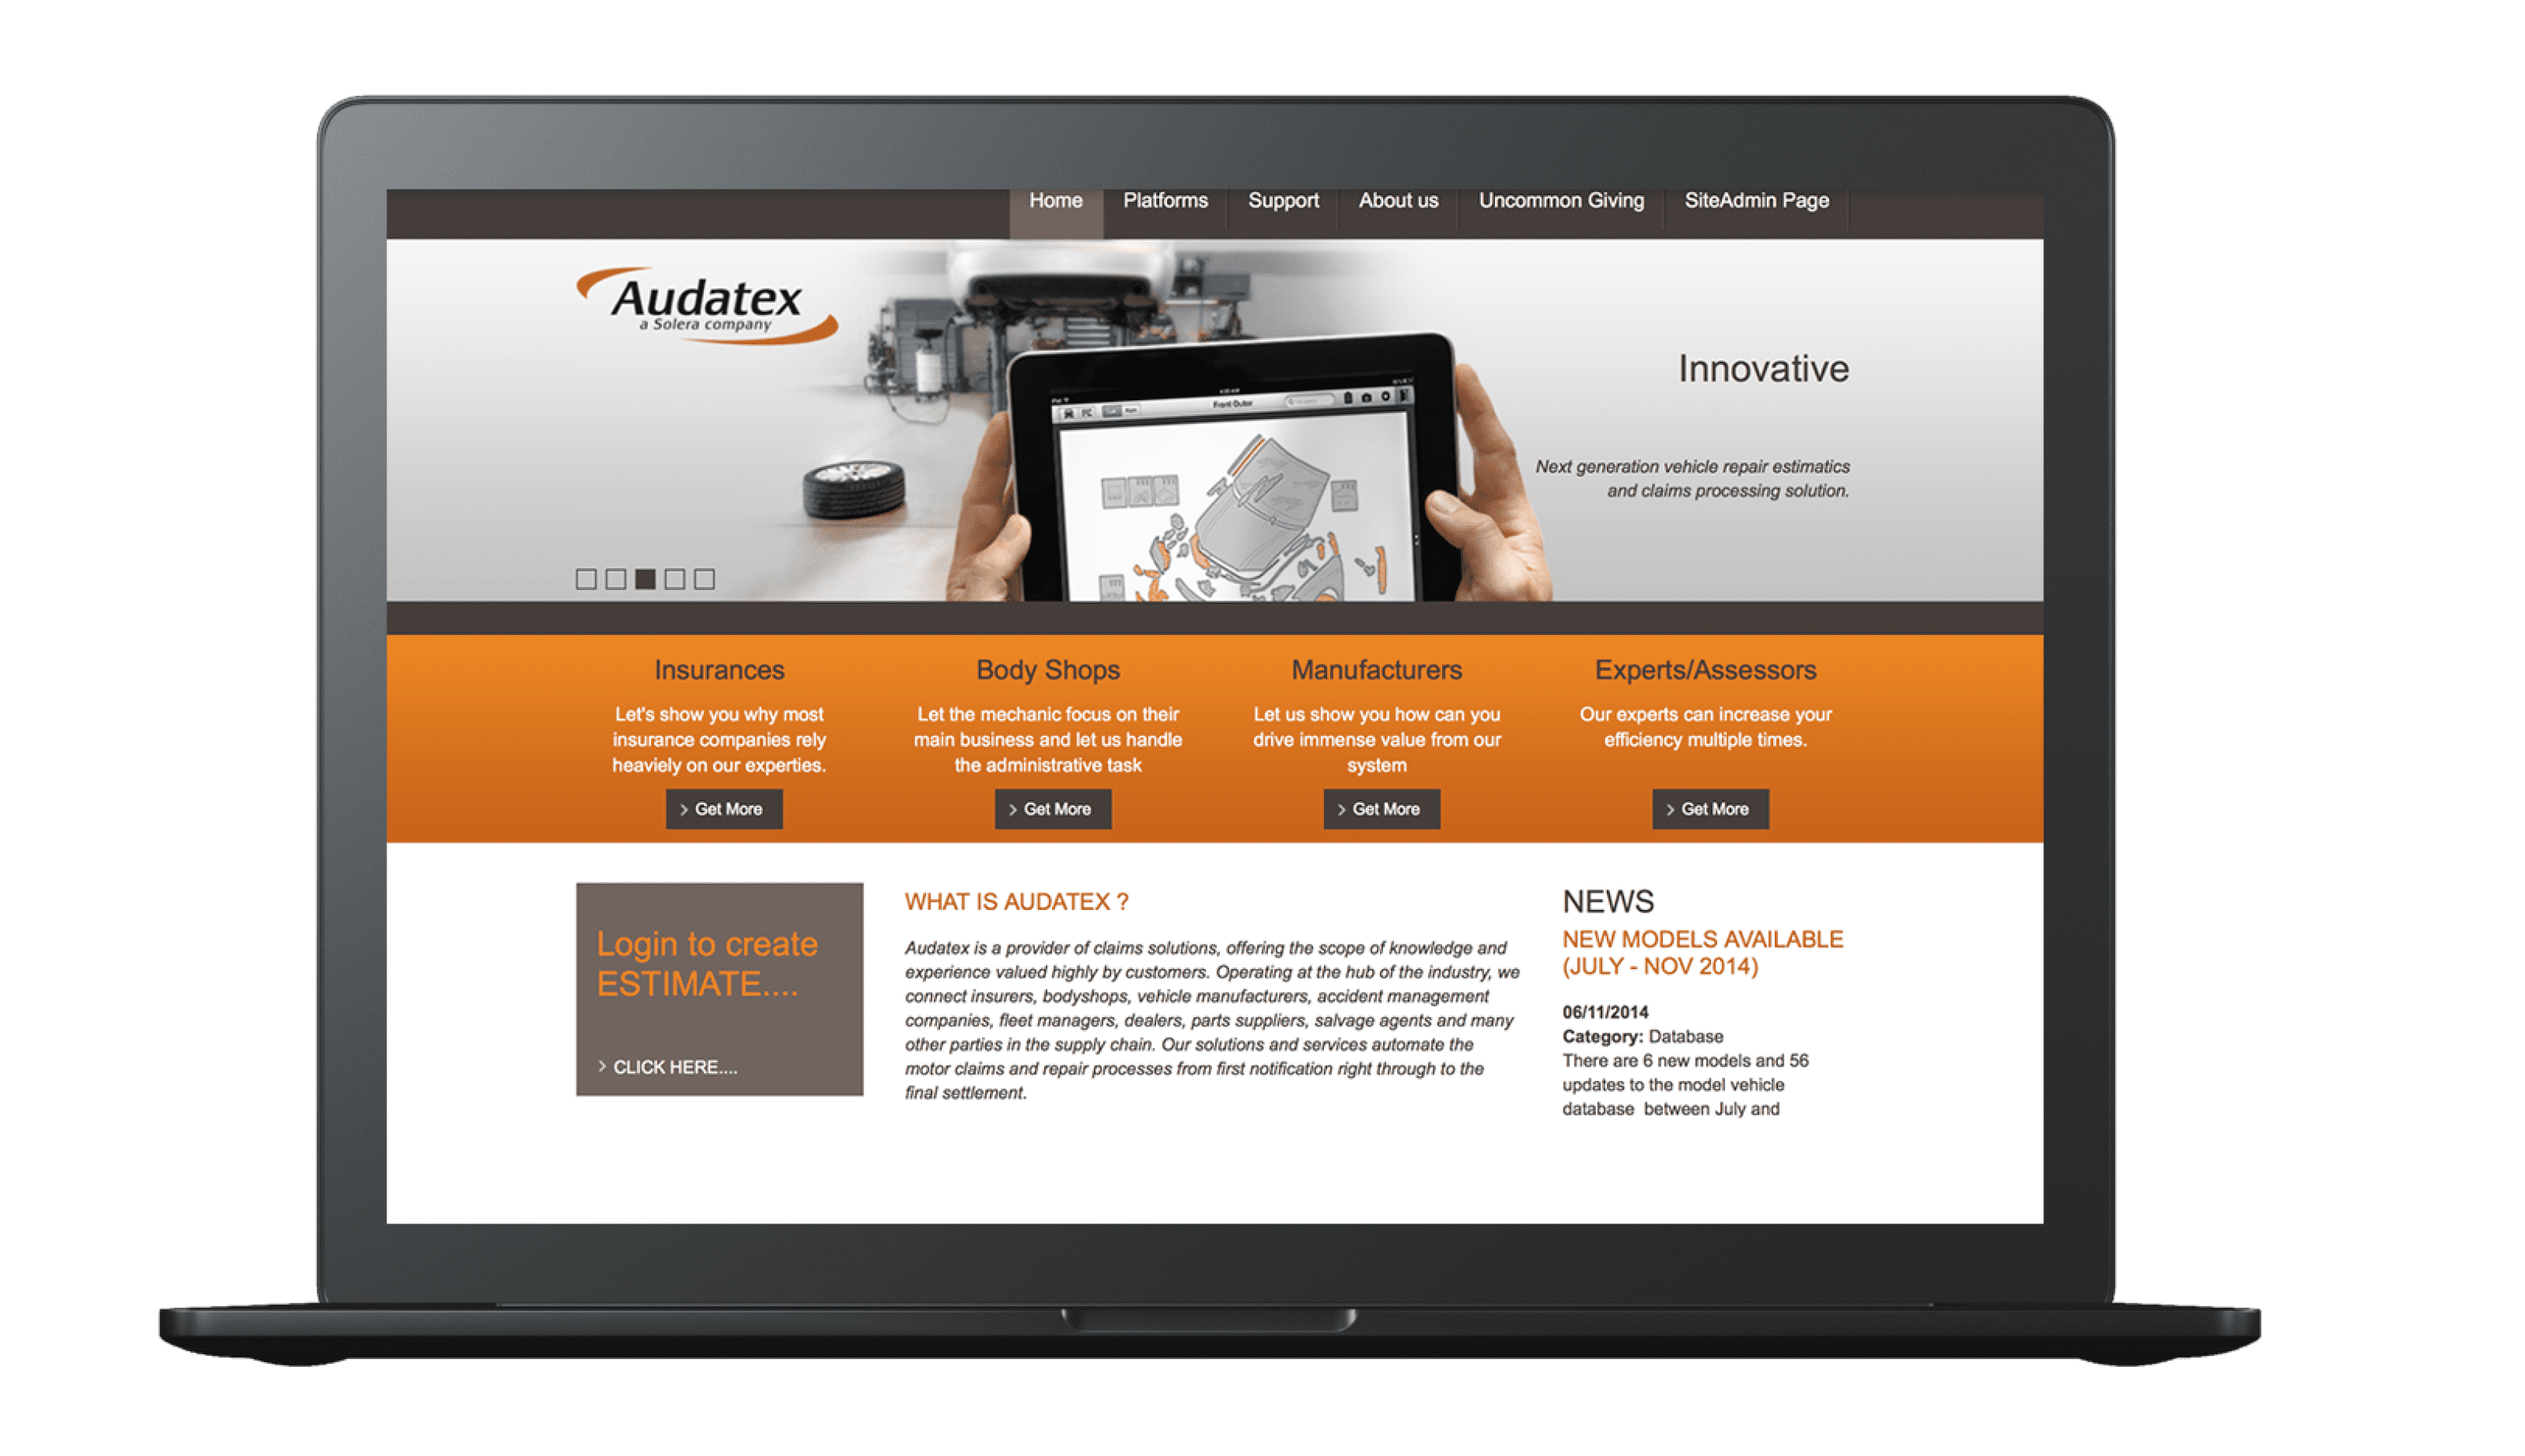 Home Platforms Support About us Uncommon Giving SiteAdmin Page
Audatex
a Solera company
Front Outer
Innovative
Next generation vehicle repair estimatics
and claims processing solution.
Insurances
Let's show you why most
insurance companies rely
heaviely on our experties.
> Get More
Body Shops
Let the mechanic focus on their
main business and let us handle
the administrative task
> Get More
Manufacturers
Let us show you how can you
drive immense value from our
system
> Get More
Experts/Assessors
Our experts can increase your
efficiency multiple times.
> Get More
Login to create
ESTIMATE....
> CLICK HERE....
WHAT IS AUDATEX ?
Audatex is a provider of claims solutions, offering the scope of knowledge and
experience valued highly by customers. Operating at the hub of the industry, we
connect insurers, bodyshops, vehicle manufacturers, accident management
companies, fleet managers, dealers, parts suppliers, salvage agents and many
other parties in the supply chain. Our solutions and services automate the
motor claims and repair processes from first notification right through to the
final settlement.
NEWS
NEW MODELS AVAILABLE
(JULY - NOV 2014)
06/11/2014
Category: Database
There are 6 new models and 56
updates to the model vehicle
database between July and